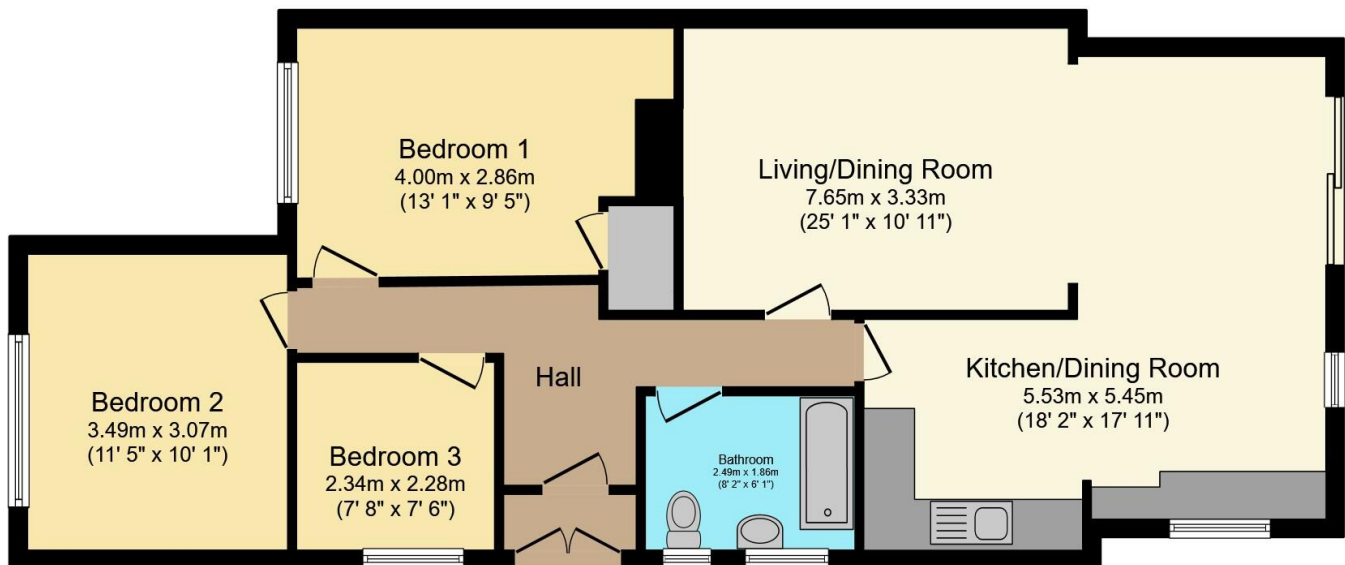 Bedroom 1
4.00m x 2.86m
(13' 1" x 9' 5")
Living/Dining Room
7.65m x 3.33m
(25' 1" x 10' 11")
Bedroom 2
3.49m x 3.07m
(11' 5" x 10' 1")
Bedroom 3
2.34m x 2.28m
(7' 8" x 7' 6")
Hall
Bathroom
2.49m x 1.86m
(8' 2" x 6' 1")
Kitchen/Dining Room
5.53m x 5.45m
(18' 2" x 17' 11")